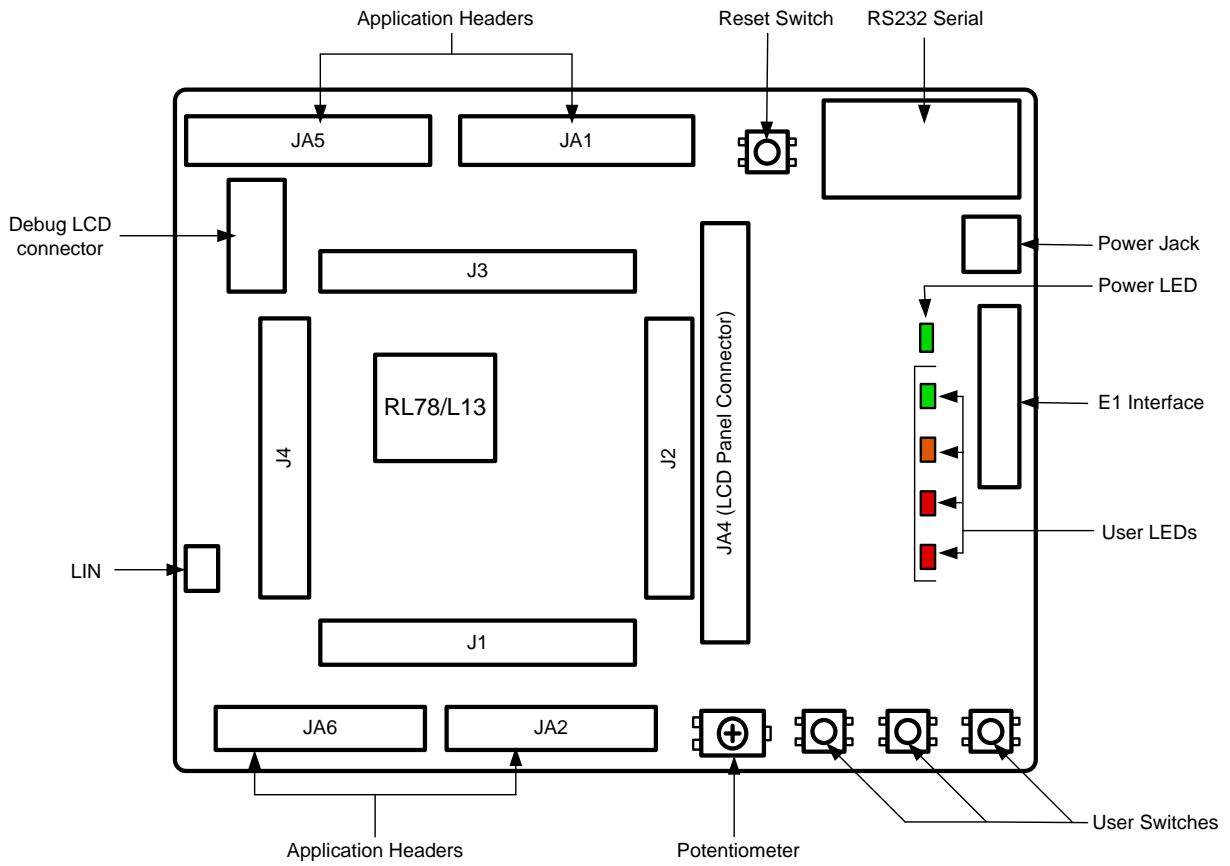 Application Headers
Reset Switch
RS232 Serial
JA5
JA1
Debug LCD
connector
J3
Power Jack
Power LED
JA4 (LCD Panel Connector)
RL78/L13
E1 Interface
J4
J2
User LEDs
LIN
J1
JA6
JA2
User Switches
Application Headers
Potentiometer